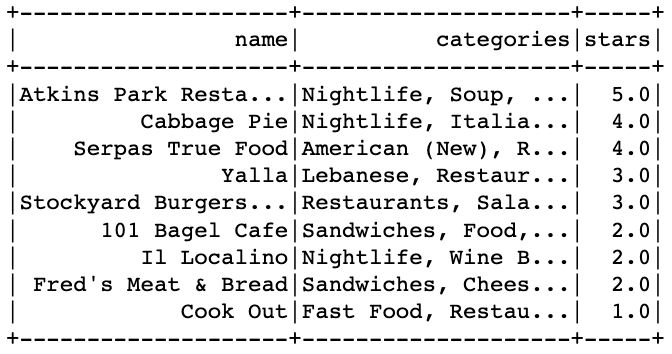 +--------------------+--------------------+-----+
|                name|          categories|stars|
+--------------------+--------------------+-----+
|Atkins Park Resta...|Nightlife, Soup, ...|  5.0|
|         Cabbage Pie|Nightlife, Italia...|  4.0|
|    Serpas True Food|American (New), R...|  4.0|
|               Yalla|Lebanese, Restaur...|  3.0|
|Stockyard Burgers...|Restaurants, Sala...|  3.0|
|      101 Bagel Cafe|Sandwiches, Food,...|  2.0|
|         Il Localino|Nightlife, Wine B...|  2.0|
| Fred's Meat & Bread|Sandwiches, Chees...|  2.0|
|            Cook Out|Fast Food, Restau...|  1.0|
+--------------------+--------------------+-----+